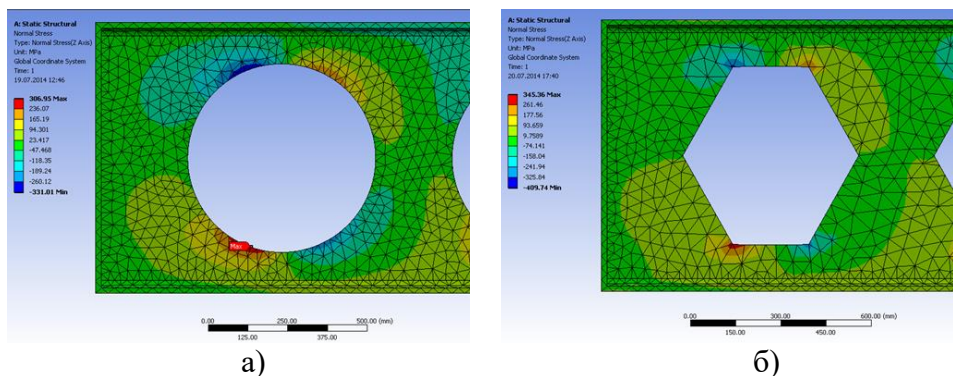 A: Static Structural
Normal Stress
Type: Normal Stress(Z Axis)
Unit: MPa
Global Coordinate System
Time: 1
19.07.2014 12:46
306.95 Max
236.07
165.19
94.301
23.417
-47.468
-118.35
-189.24
-260.12
-331.01 Min
Max
0.00 250.00 500.00 (mm)
125.00 375.00
а)
A: Static Structural
Normal Stress
Type: Normal Stress(Z Axis)
Unit: MPa
Global Coordinate System
Time: 1
20.07.2014 17:40
345.36 Max
261.46
177.56
93.659
9.7589
-74.141
-158.04
-241.94
-325.84
-409.74 Min
0.00 300.00 600.00 (mm)
150.00 450.00
б)